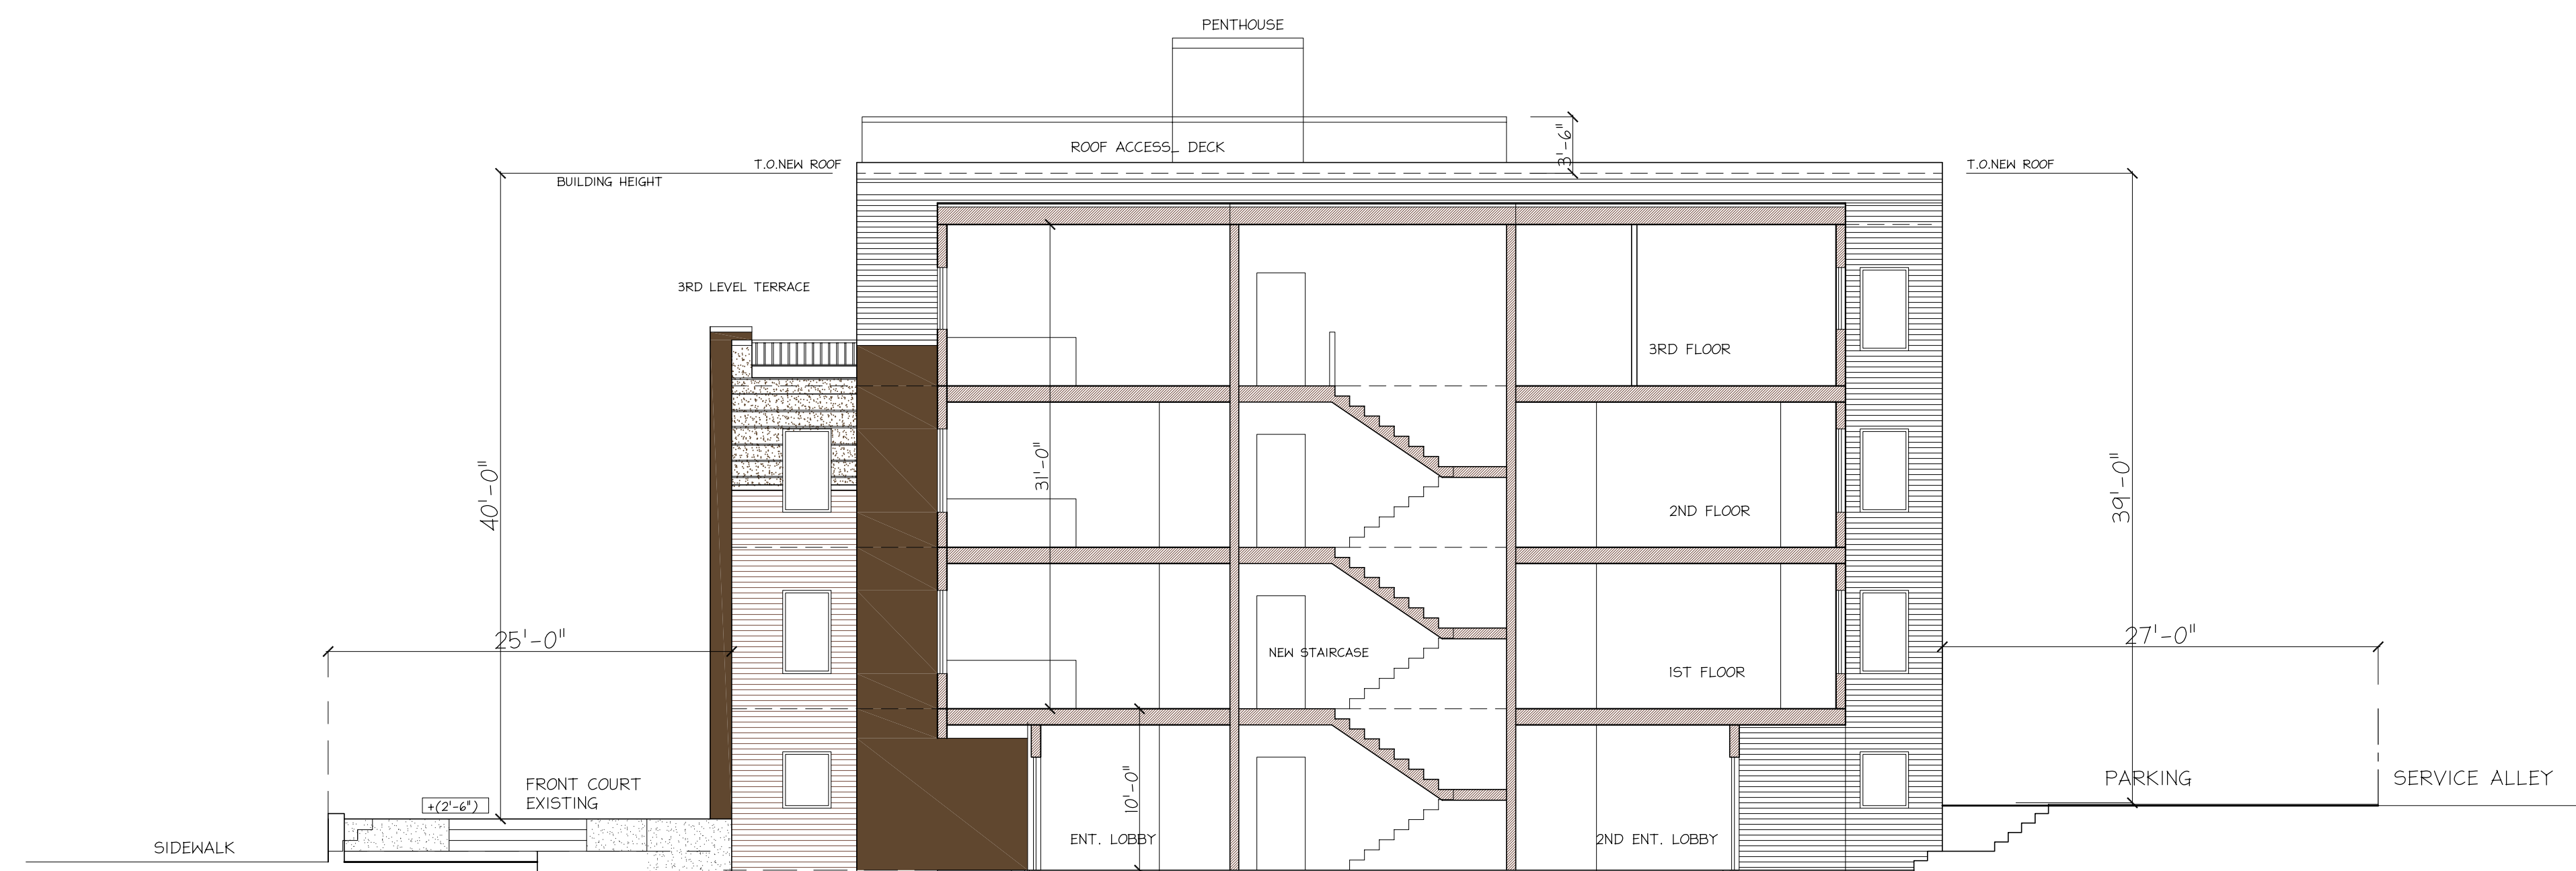 PENTHOUSE
3'-6"
ROOF ACCESS_ DECK
T.O.NEW ROOF
T.O.NEW ROOF
BUILDING HEIGHT
3RD LEVEL TERRACE
3RD FLOOR
31'-0"
40'-0"
39'-0"
2ND FLOOR
25'-0"
27'-0"
NEW STAIRCASE
1ST FLOOR
FRONT COURT
EXISTING
+(2'-6")
10'-0"
PARKING
SERVICE ALLEY
SIDEWALK
ENT. LOBBY
2ND ENT. LOBBY